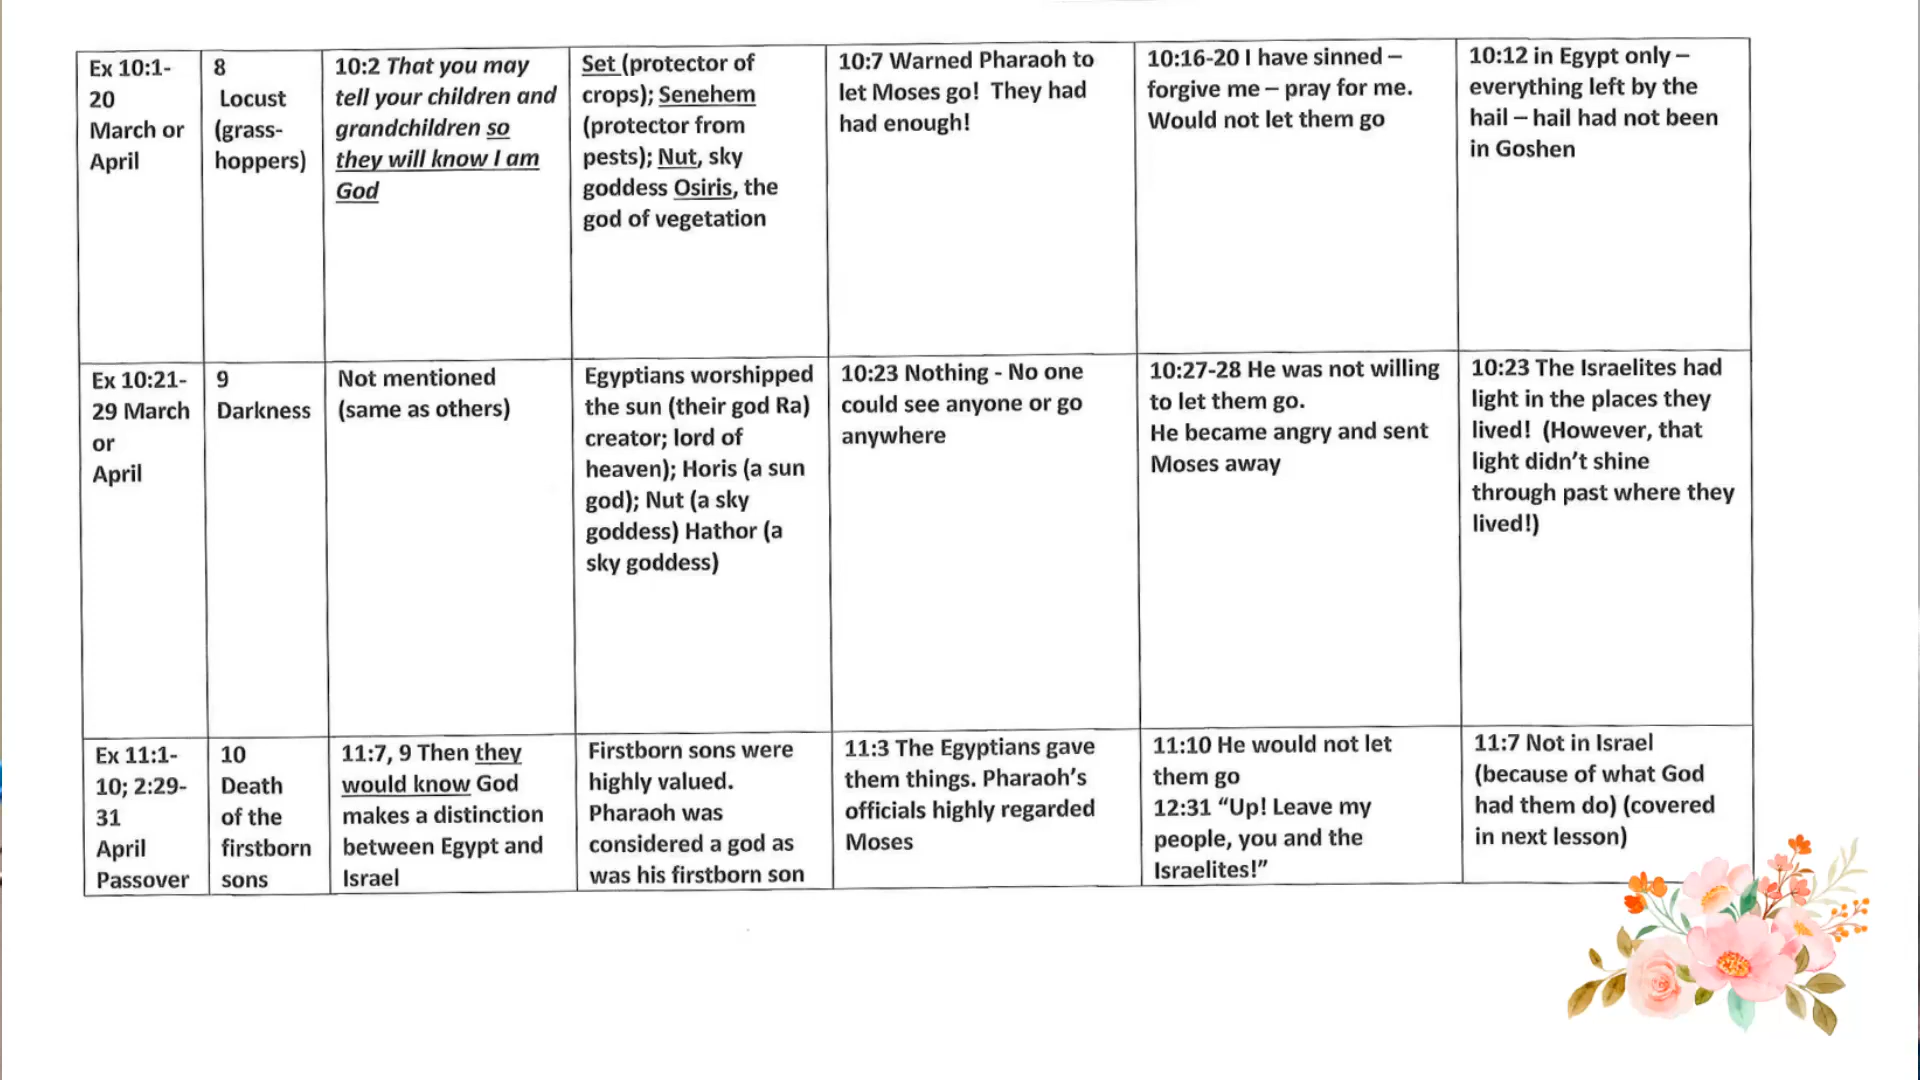 Ex 10:1-
20
March or
April
8
Locust
(grass-
hoppers)
10:2 That you may
tell your children and
grandchildren so
they will know I am
God
Set (protector of
crops); Senehem
(protector from
pests); Nut, sky
goddess Osiris, the
god of vegetation
10:7 Warned Pharaoh to
let Moses go! They had
had enough!
10:16-20 I have sinned –
forgive me – pray for me.
Would not let them go
10:12 in Egypt only –
everything left by the
hail – hail had not been
in Goshen
Ex 10:21-
29 March
or
April
9
Darkness
Not mentioned
(same as others)
Egyptians worshipped
the sun (their god Ra)
creator; lord of
heaven); Horis (a sun
god); Nut (a sky
goddess) Hathor (a
sky goddess)
10:23 Nothing - No one
could see anyone or go
anywhere
10:27-28 He was not willing
to let them go.
He became angry and sent
Moses away
10:23 The Israelites had
light in the places they
lived! (However, that
light didn't shine
through past where they
lived!)
Ex 11:1-
10; 2:29-
31
April
Passover
10
Death
of the
firstborn
sons
11:7, 9 Then they
would know God
makes a distinction
between Egypt and
Israel
Firstborn sons were
highly valued.
Pharaoh was
considered a god as
was his firstborn son
11:3 The Egyptians gave
them things. Pharaoh's
officials highly regarded
Moses
11:10 He would not let
them go
12:31 “Up! Leave my
people, you and the
Israelites!”
11:7 Not in Israel
(because of what God
had them do) (covered
in next lesson)